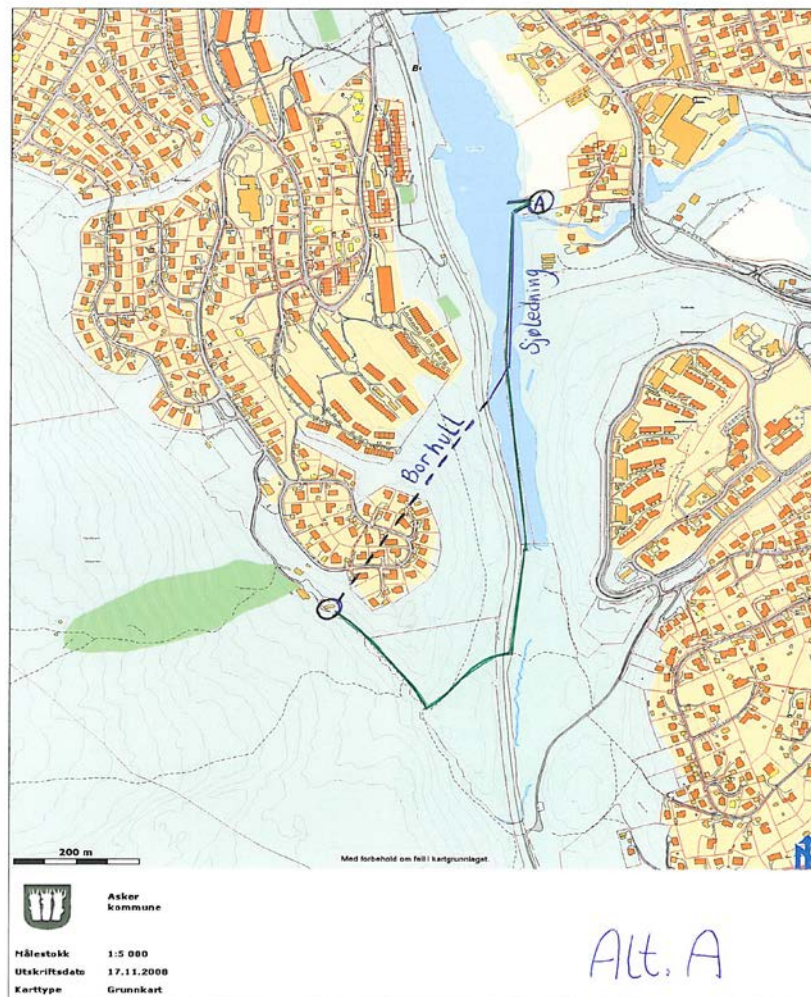 A
Sjøledning
Borhull
200 m
Med forbehold om feil i kartgrunnlaget.
Asker
kommune
Målestokk 1:5 000
Utskriftsdato 17.11.2008
Karttype Grunnkart
Alt. A